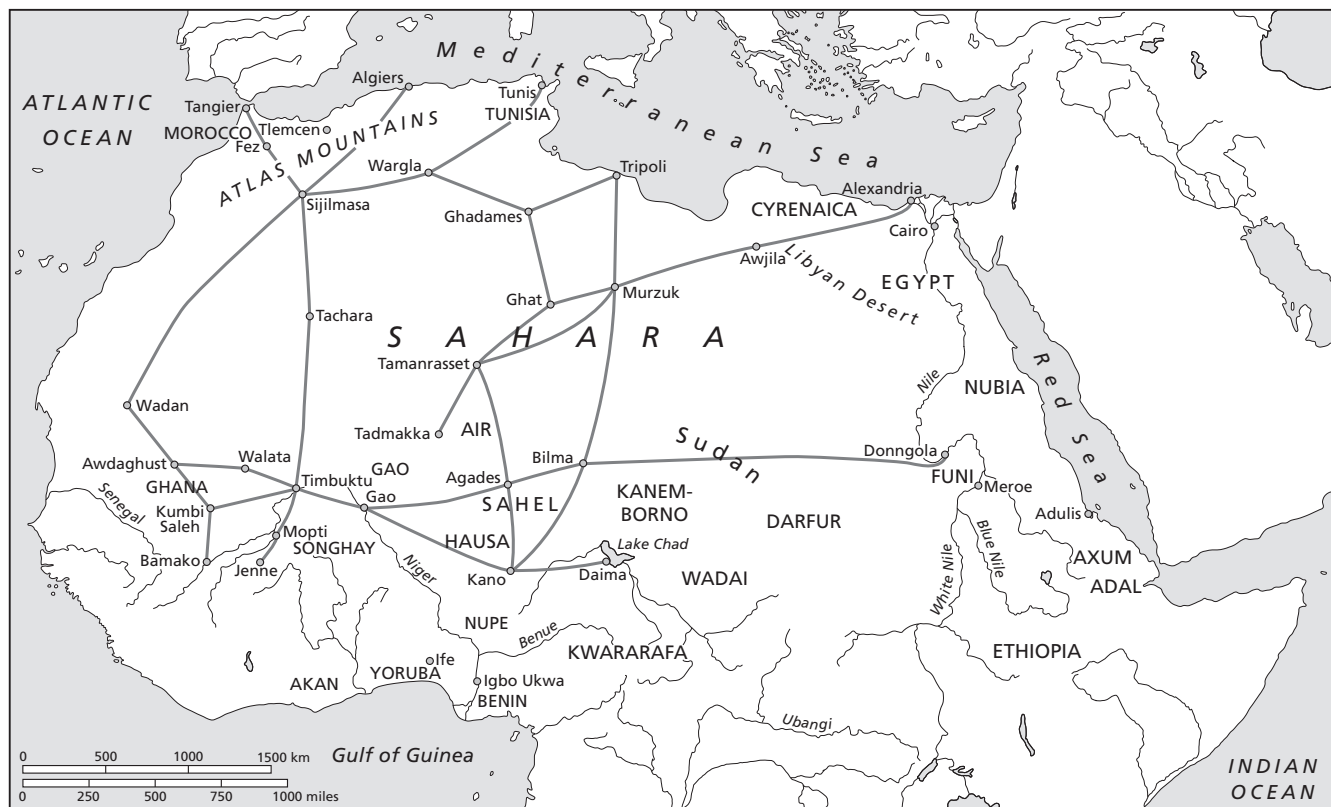 Mediterranean Sea
ATLANTIC
OCEAN
Algiers
Tunis
TUNISIA
Tangier
MOROCCO
Tlemcen
Fez
ATLAS MOUNTAINS
Wargla
Tripoli
Sijilmasa
Ghadames
CYRENAICA
Alexandria
Cairo
Awjila
Libyan Desert
EGYPT
Ghat
Murzuk
Tachara
SAHARA
Tamanrasset
Red Sea
Nile
NUBIA
Wadan
Tadmakka
AIR
Sudan
Donngola
Awdaghust
Walata
GAO
Agades
Bilma
FUNI
Meroe
GHANA
Timbuktu
Gao
SAHEL
KANEM-
BORNO
Senegal
Kumbi
Saleh
DARFUR
Adulis
Mopti
SONGHAY
HAUSA
Lake Chad
Blue Nile
AXUM
Bamako
Jenne
Niger
Kano
Daima
WADAI
White Nile
ADAL
NUPE
Benue
KWARARAFA
ETHIOPIA
Ife
YORUBA
AKAN
Igbo Ukwa
BENIN
Ubangi
Gulf of Guinea
INDIAN
OCEAN
0 500 1000 1500 km
0 250 500 750 1000 miles